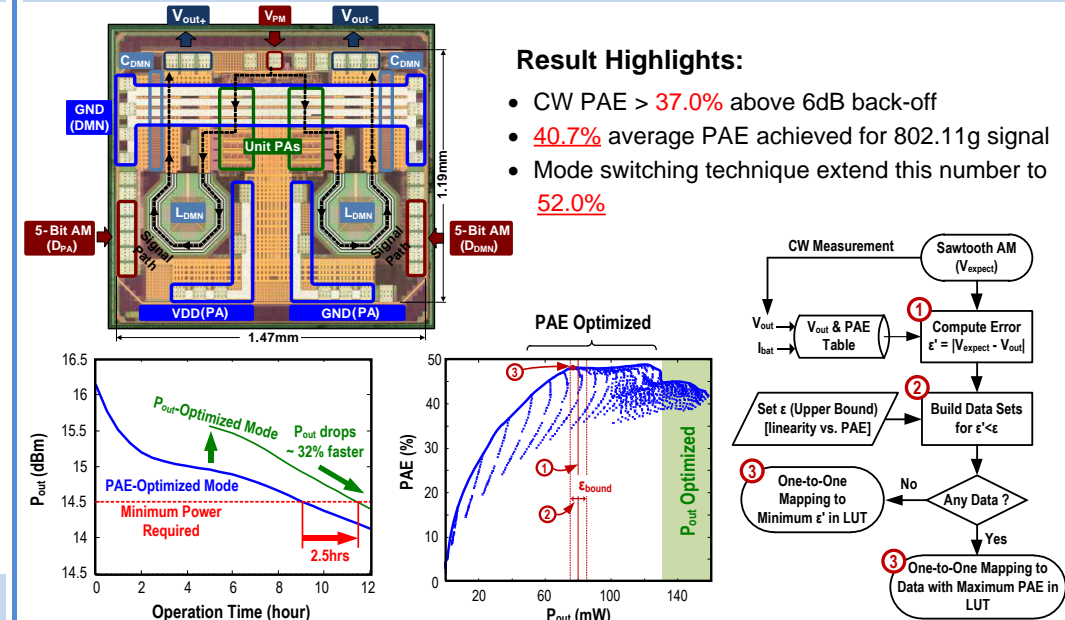 Vout+
VPM
Vout-
CDMN
CDMN
GND
(DMN)
Unit PAs
1.19mm
LDMN
LDMN
5-Bit AM
(DPA)
5-Bit AM
(DDMN)
Signal
Path
Signal
Path
VDD(PA)
GND(PA)
1.47mm
Result Highlights:
• CW PAE > 37.0% above 6dB back-off
• 40.7% average PAE achieved for 802.11g signal
• Mode switching technique extend this number to
52.0%
16.5
16
15.5
15
14.5
14
14.5
Pout (dBm)
Pout-Optimized Mode
Pout drops
~ 32% faster
PAE-Optimized Mode
Minimum Power
Required
2.5hrs
0 2 4 6 8 10 12
Operation Time (hour)
PAE Optimized
50
40
30
20
10
0
PAE (%)
3
1
εbound
2
Pout Optimized
20 60 100 140
Pout (mW)
CW Measurement
Sawtooth AM
(Vexpect)
1
Vout
Ibat
Vout & PAE
Table
Compute Error
ε' = |Vexpect - Vout|
2
Set ε (Upper Bound)
[linearity vs. PAE]
Build Data Sets
for ε'<ε
3
One-to-One
Mapping to
Minimum ε' in LUT
No
Any Data ?
Yes
3
One-to-One Mapping to
Data with Maximum PAE in
LUT